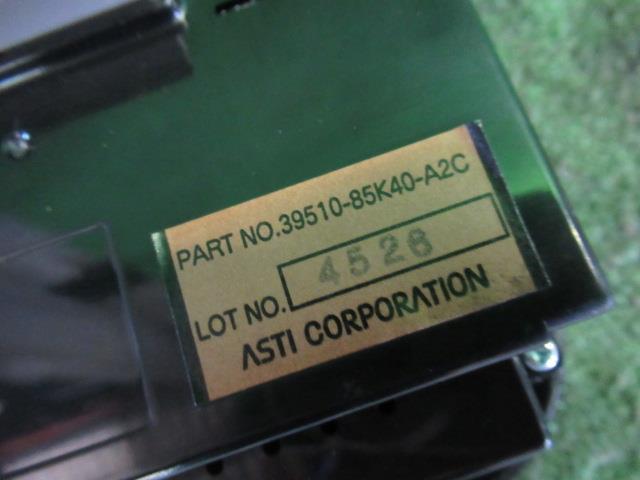 PART NO.39510-85K40-A2C
LOT NO. 4526
ASTI CORPORATION